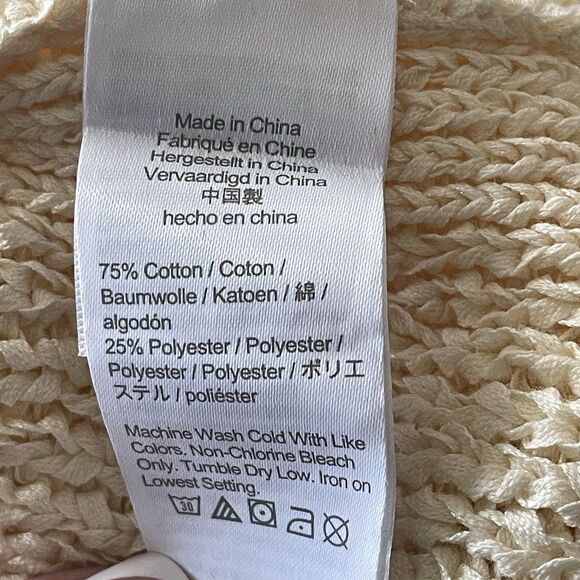 Made in China
Fabriqué en Chine
Hergestellt in China
Vervaardigd in China
中国製
hecho en china
75% Cotton / Coton /
Baumwolle / Katoen / 綿 /
algodón
25% Polyester / Polyester /
Polyester / Polyester / ポリエ
ステル / poliéster
Machine Wash Cold With Like
Colors. Non-Chlorine Bleach
Only. Tumble Dry Low. Iron on
Lowest Setting.
30